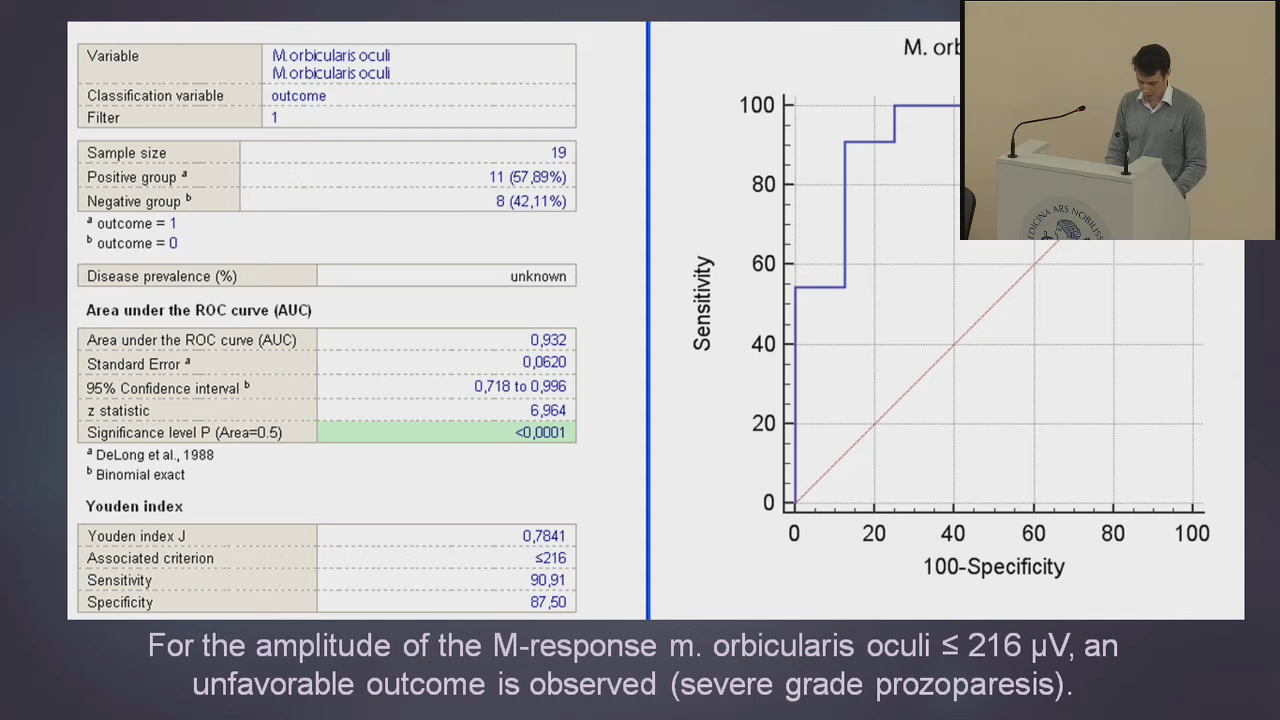 Variable
M. orbicularis oculi
M. orbicularis oculi
Classification variable outcome
Filter 1
Sample size 19
Positive group ª 11 (57,89%)
Negative group ᵇ 8 (42,11%)
ª outcome = 1
ᵇ outcome = 0
Disease prevalence (%) unknown
Area under the ROC curve (AUC)
Area under the ROC curve (AUC) 0,932
Standard Error ª 0,0620
95% Confidence interval ᵇ 0,718 to 0,996
z statistic 6,964
Significance level P (Area=0.5) <0,0001
ª DeLong et al., 1988
ᵇ Binomial exact
Youden index
Youden index J 0,7841
Associated criterion ≤216
Sensitivity 90,91
Specificity 87,50
M. orb
100
80
60
40
20
0
Sensitivity
0 20 40 60 80 100
100-Specificity
MEDICINA ARS NOBILISS
For the amplitude of the M-response m. orbicularis oculi ≤ 216 μV, an
unfavorable outcome is observed (severe grade prozoparesis).